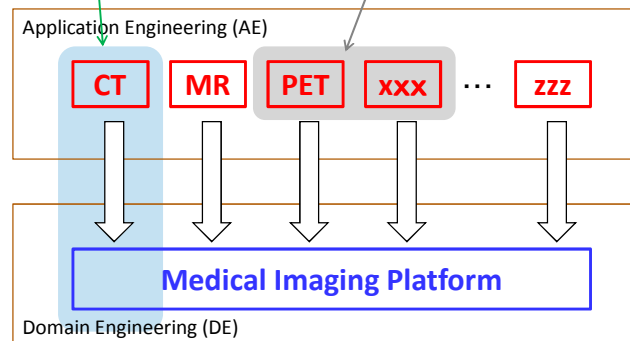 Application Engineering (AE)
CT MR PET xxx ... zzz
Medical Imaging Platform
Domain Engineering (DE)